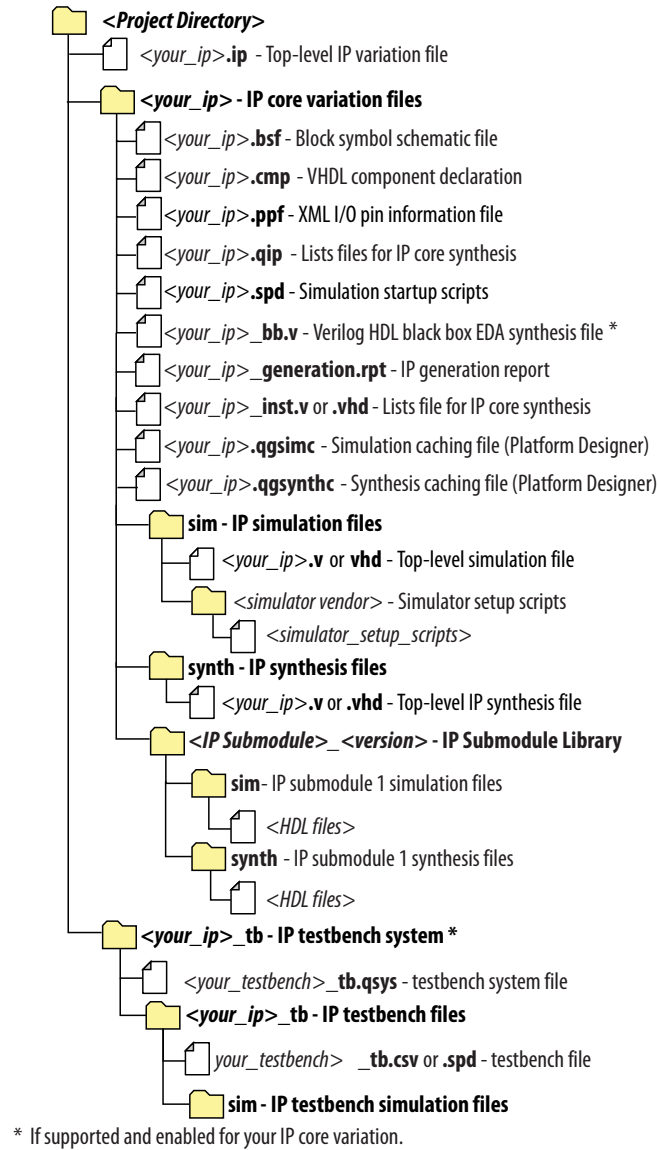 <Project Directory>
<your_ip>.ip - Top-level IP variation file
<your_ip> - IP core variation files
<your_ip>.bsf - Block symbol schematic file
<your_ip>.cmp - VHDL component declaration
<your_ip>.ppf - XML I/O pin information file
<your_ip>.qip - Lists files for IP core synthesis
<your_ip>.spd - Simulation startup scripts
<your_ip>_bb.v - Verilog HDL black box EDA synthesis file *
<your_ip>_generation.rpt - IP generation report
<your_ip>_inst.v or .vhd - Lists file for IP core synthesis
<your_ip>.qgsimc - Simulation caching file (Platform Designer)
<your_ip>.qgsynthc - Synthesis caching file (Platform Designer)
sim - IP simulation files
<your_ip>.v or vhd - Top-level simulation file
<simulator vendor> - Simulator setup scripts
<simulator_setup_scripts>
synth - IP synthesis files
<your_ip>.v or .vhd - Top-level IP synthesis file
<IP Submodule>_<version> - IP Submodule Library
sim- IP submodule 1 simulation files
<HDL files>
synth - IP submodule 1 synthesis files
<HDL files>
<your_ip>_tb - IP testbench system *
<your_testbench>_tb.qsys - testbench system file
<your_ip>_tb - IP testbench files
your_testbench> _tb.csv or .spd - testbench file
sim - IP testbench simulation files
* If supported and enabled for your IP core variation.